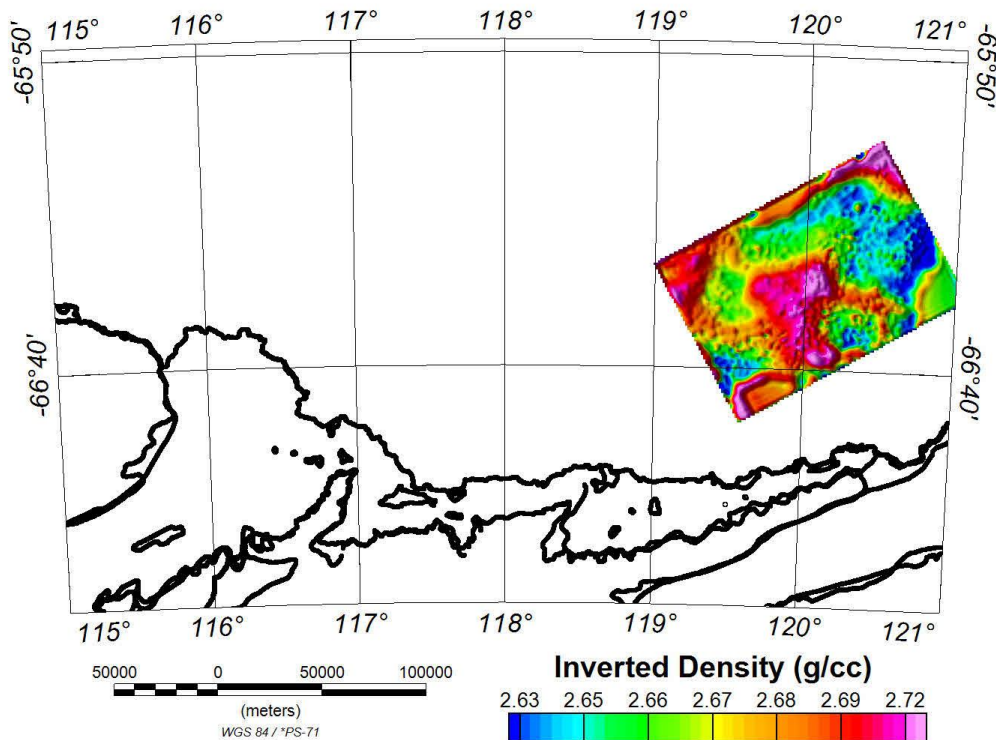 115° 116° 117° 118° 119° 120° 121°
-65°50' -65°50'
-66°40' -66°40'
115° 116° 117° 118° 119° 120° 121°
50000 0 50000 100000
(meters)
WGS 84 / *PS-71
Inverted Density (g/cc)
2.63 2.65 2.66 2.67 2.68 2.69 2.72